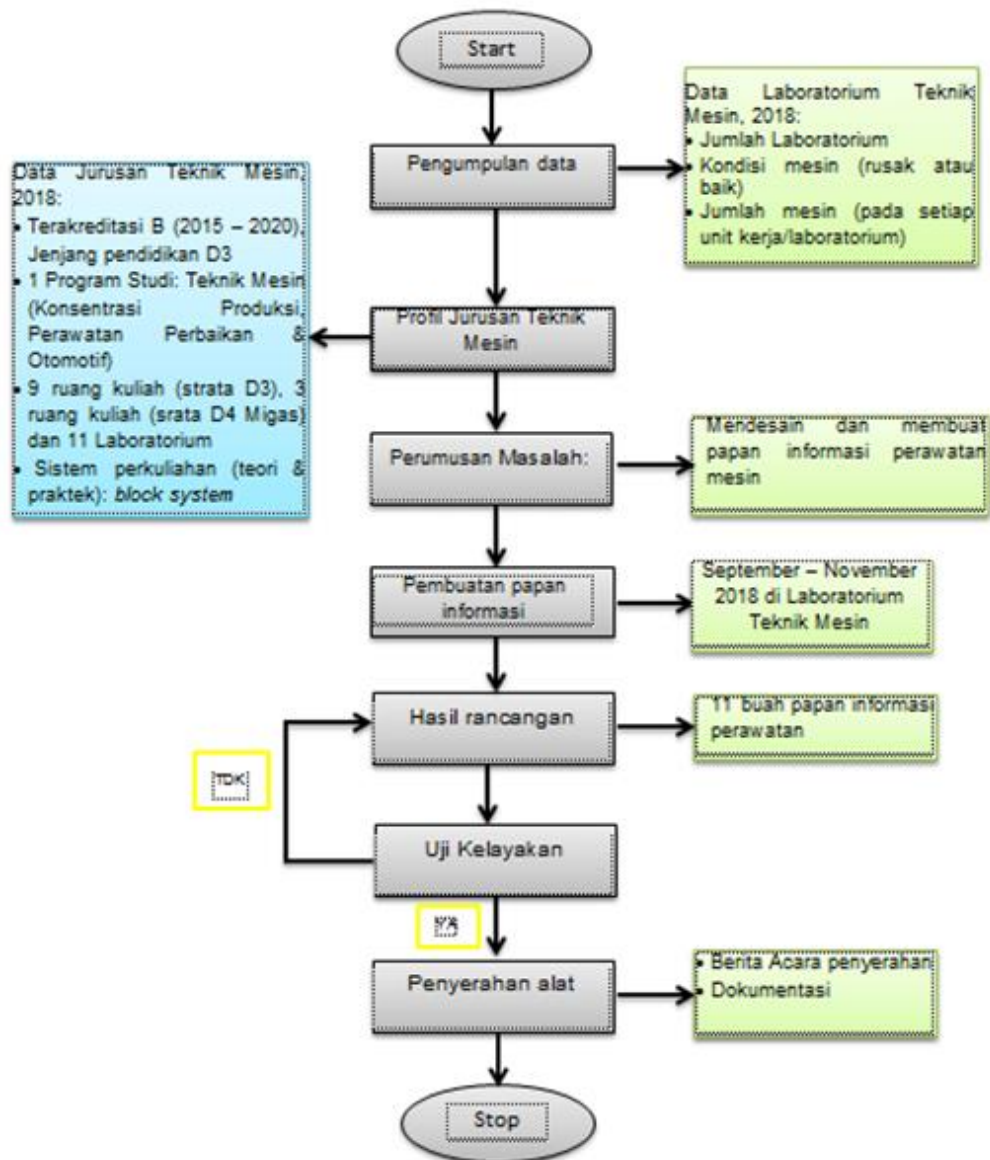 Start
Pengumpulan data
Data Laboratorium Teknik
Mesin, 2018:
• Jumlah Laboratorium
• Kondisi mesin (rusak atau
baik)
• Jumlah mesin (pada setiap
unit kerja/laboratorium)
Data Jurusan Teknik Mesin,
2018:
• Terakreditasi B (2015 – 2020),
Jenjang pendidikan D3
• 1 Program Studi: Teknik Mesin
(Konsentrasi Produksi,
Perawatan Perbaikan &
Otomotif)
• 9 ruang kuliah (strata D3), 3
ruang kuliah (srata D4 Migas)
dan 11 Laboratorium
• Sistem perkuliahan (teori &
praktek): block system
Profil Jurusan Teknik
Mesin
Perumusan Masalah:
Mendesain dan membuat
papan informasi perawatan
mesin
Pembuatan papan
informasi
September – November
2018 di Laboratorium
Teknik Mesin
Hasil rancangan
11 buah papan informasi
perawatan
TDK
Uji Kelayakan
YA
Penyerahan alat
• Berita Acara penyerahan
• Dokumentasi
Stop